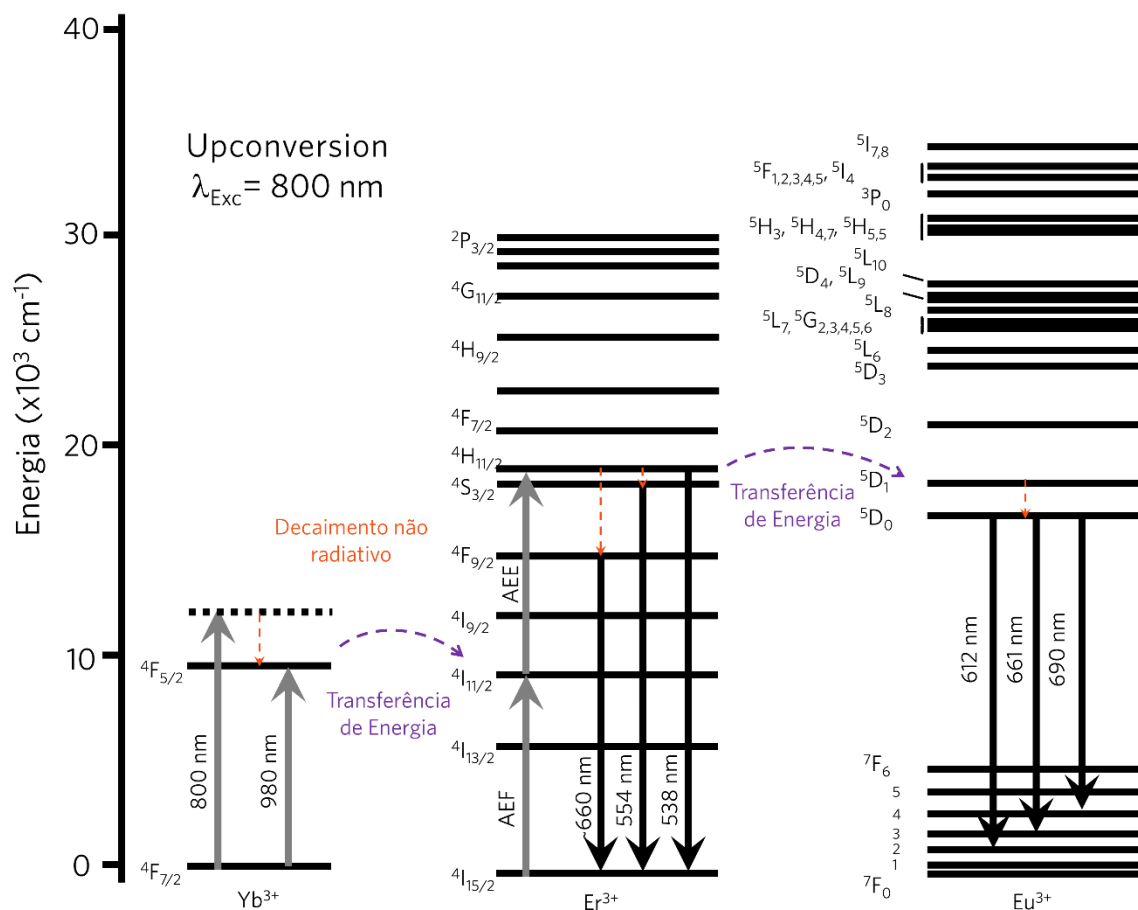 Energia (x10³ cm⁻¹)
40
30
20
10
0
Upconversion
λExc= 800 nm
Decaimento não
radiativo
⁴F5/2
800 nm
980 nm
⁴F7/2
Yb³⁺
Transferência
de Energia
²P3/2
⁴G11/2
⁴H9/2
⁴F7/2
⁴H11/2
⁴S3/2
⁴F9/2
⁴I9/2
⁴I11/2
⁴I13/2
⁴I15/2
AEE
AEF
~660 nm
554 nm
538 nm
Er³⁺
Transferência
de Energia
⁵I7,8
⁵F1,2,3,4,5, ⁵I4
³P0
⁵H3, ⁵H4,7, ⁵H5,5
⁵L10
⁵D4, ⁵L9
⁵L8
⁵L7, ⁵G2,3,4,5,6
⁵L6
⁵D3
⁵D2
⁵D1
⁵D0
612 nm
661 nm
690 nm
⁷F6
5
4
3
2
1
⁷F0
Eu³⁺